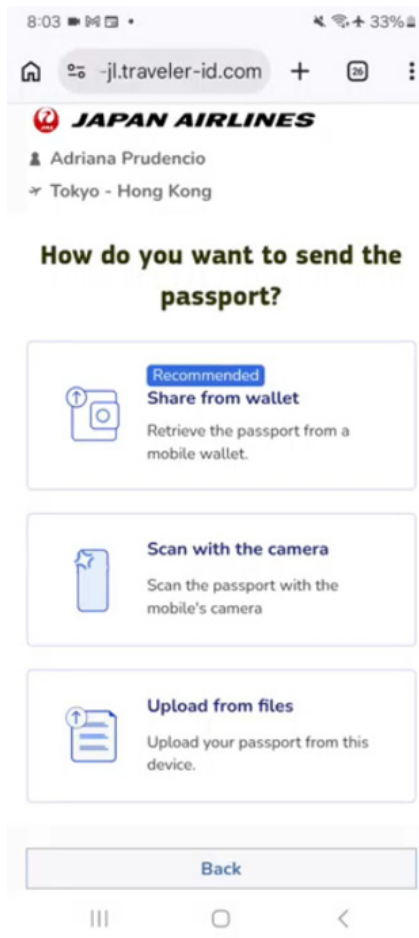 8:03
33%
-jl.traveler-id.com
26
JAL
JAPAN AIRLINES
Adriana Prudencio
Tokyo - Hong Kong
How do you want to send the
passport?
Recommended
Share from wallet
Retrieve the passport from a
mobile wallet.
Scan with the camera
Scan the passport with the
mobile's camera
Upload from files
Upload your passport from this
device.
Back